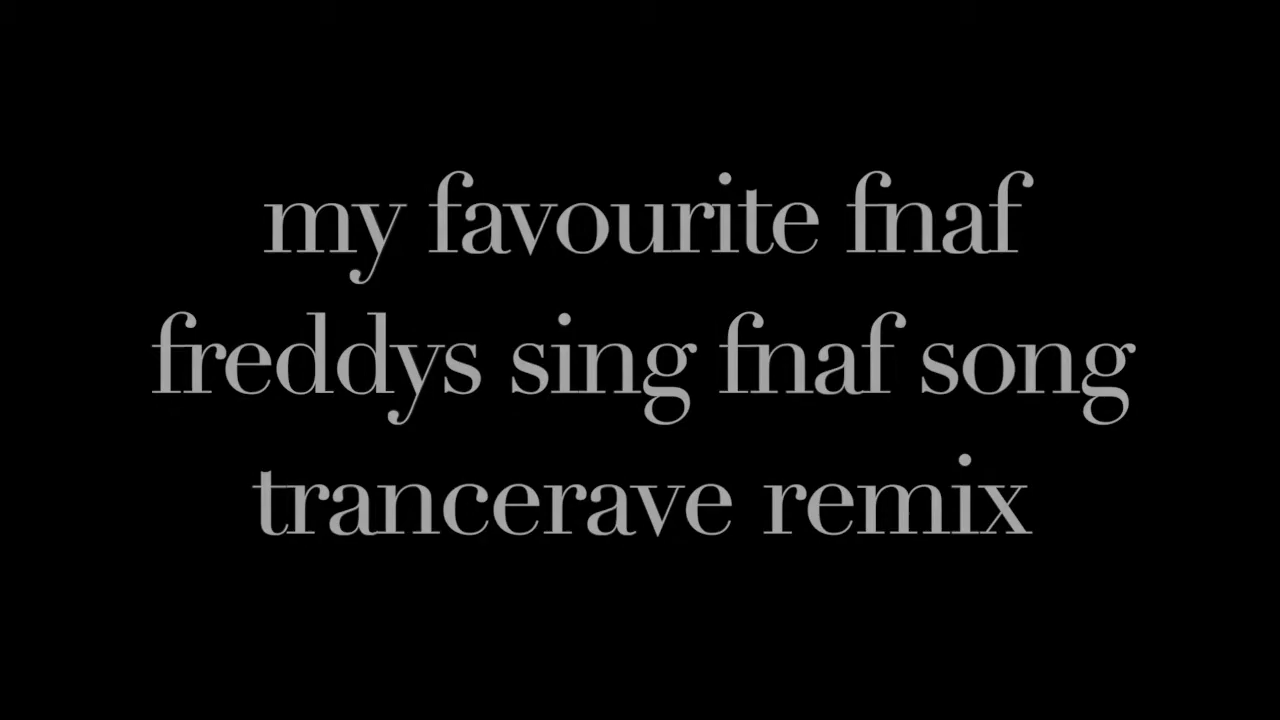 my favourite fnaf
freddys sing fnaf song
trancerave remix